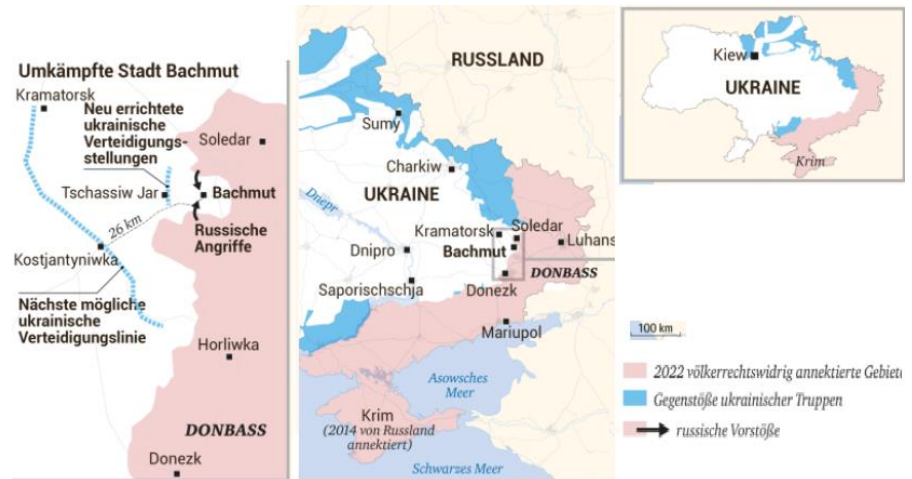 Umkämpfte Stadt Bachmut
Kramatorsk
Neu errichtete
ukrainische
Verteidigungs-
stellungen
Soledar
Tschassiw Jar
Bachmut
26 km
Russische
Angriffe
Kostjantyniwka
Nächste mögliche
ukrainische
Verteidigungslinie
Horliwka
DONBASS
Donezk
RUSSLAND
Sumy
Charkiw
UKRAINE
Dnepr
Kramatorsk
Soledar
Bachmut
Luhans
Dnipro
DONBASS
Saporischschja
Donezk
Mariupol
Asowsches
Meer
Krim
(2014 von Russland
annektiert)
Schwarzes Meer
Kiew
UKRAINE
Krim
100 km
2022 völkerrechtswidrig annektierte Gebiete
Gegenstöße ukrainischer Truppen
russische Vorstöße